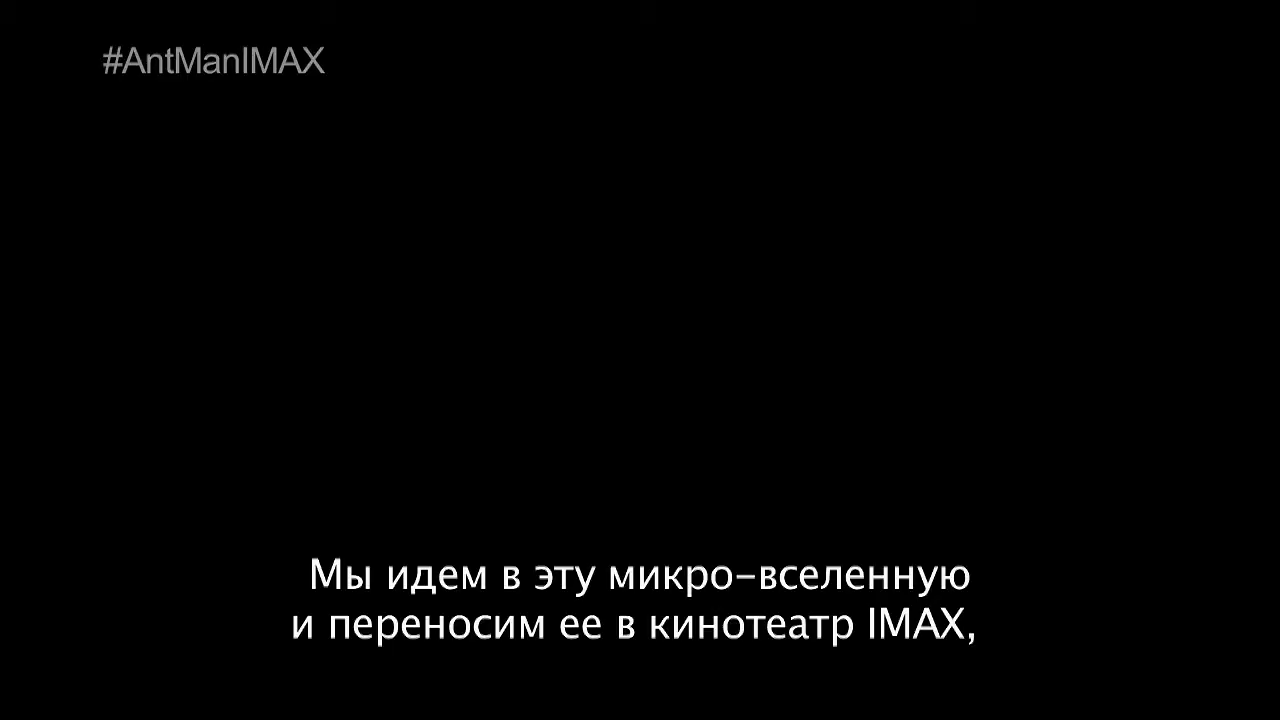 #AntManIMAX
Мы идем в эту микро-вселенную
и переносим ее в кинотеатр IMAX,